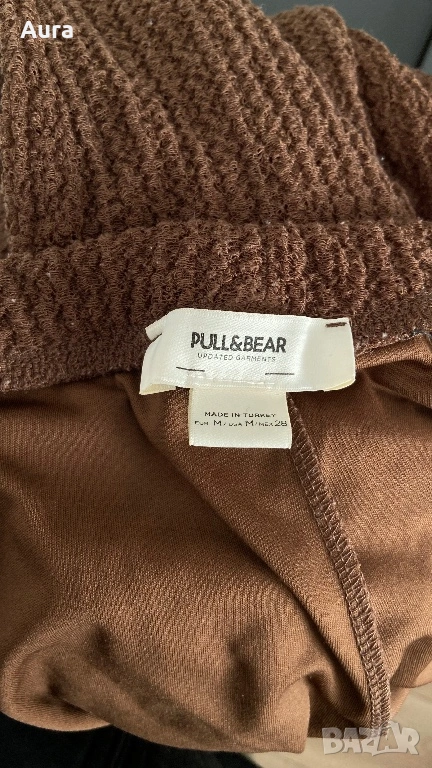 Aura
PULL&BEAR
UPDATED GARMENTS
MADE IN TURKEY
EUR M / USA M / MEX 28
BAZAR